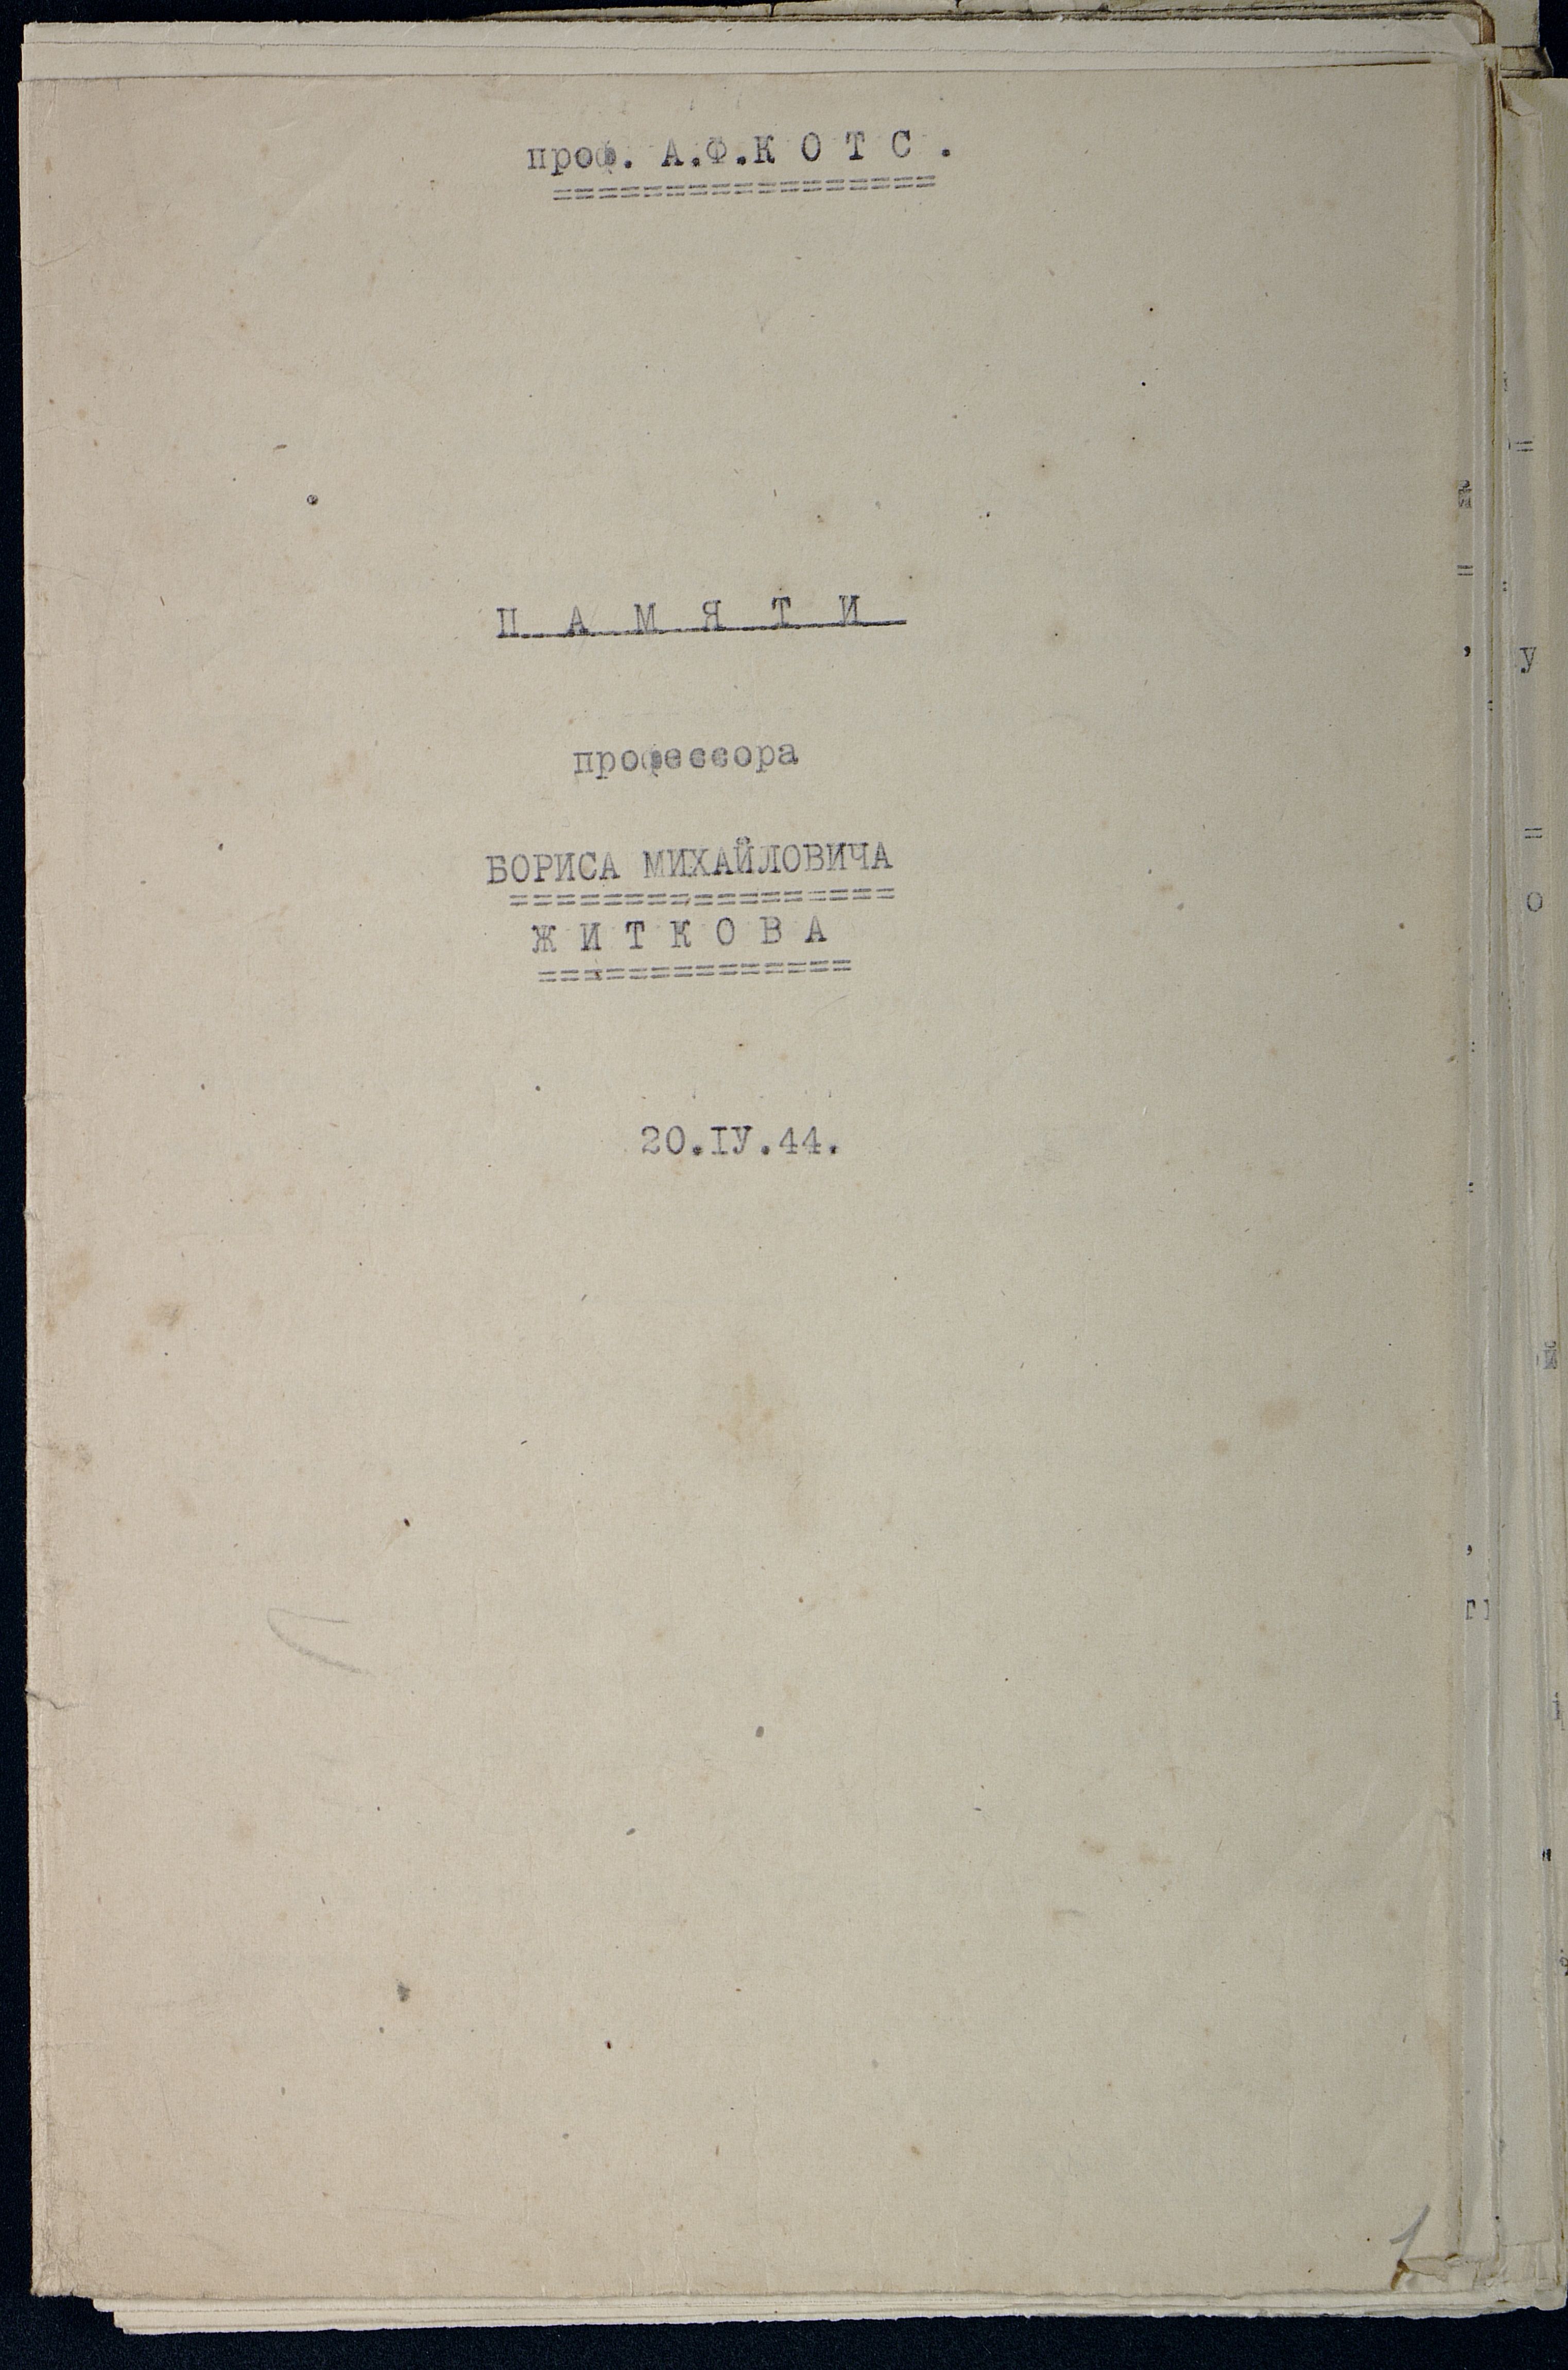 проф. А.Ф.К О Т С .
П А М Я Т И
профессора
БОРИСА МИХАЙЛОВИЧА
Ж И Т К О В А
20.IУ.44.
1